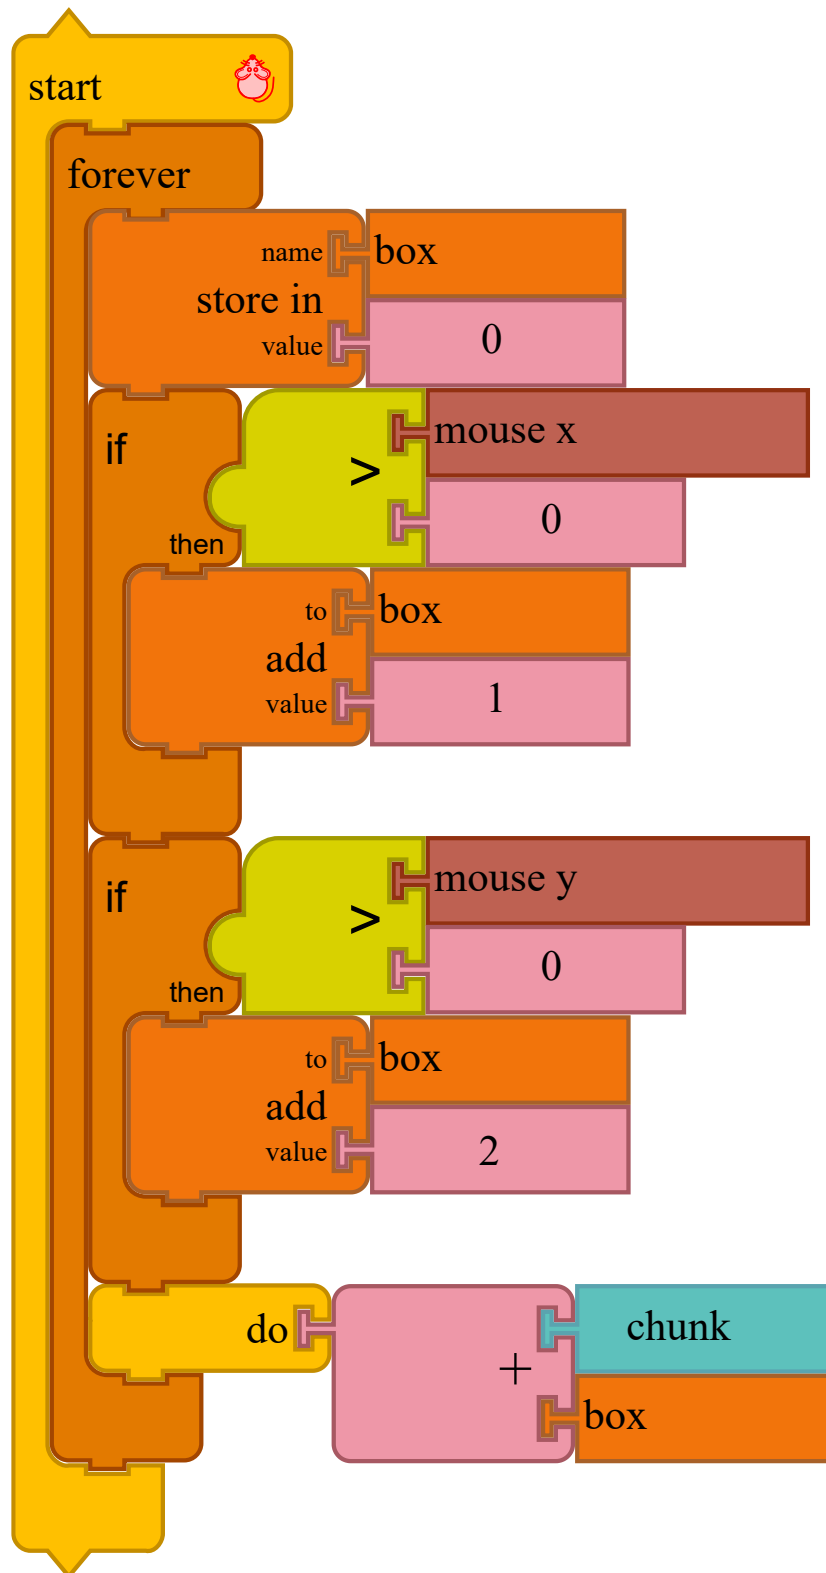 start
forever
name box
store in
value 0
if
mouse x
>
0
then
to box
add
value 1
if
mouse y
>
0
then
to box
add
value 2
do
chunk
+
box